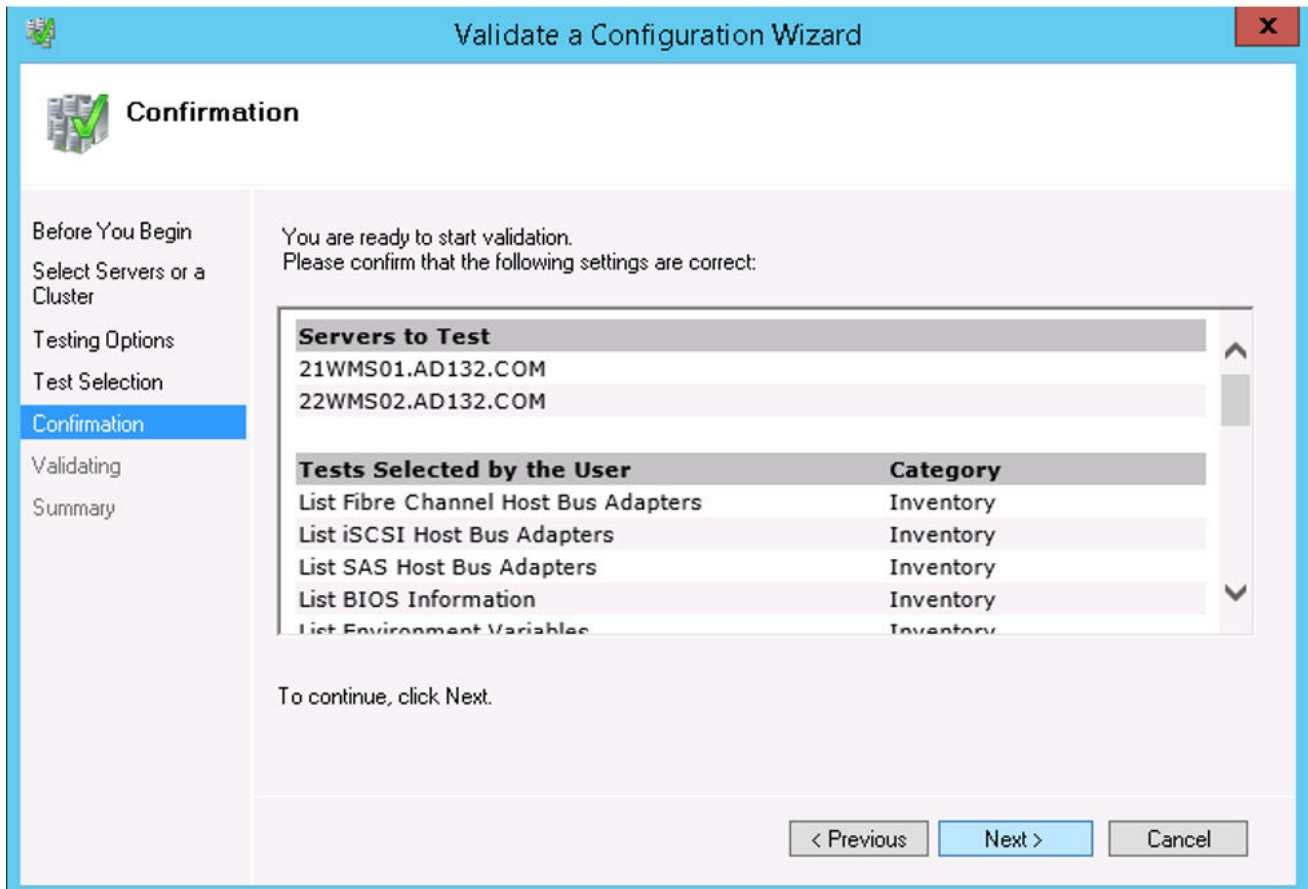 Validate a Configuration Wizard
x
Confirmation
Before You Begin
Select Servers or a
Cluster
Testing Options
Test Selection
Confirmation
Validating
Summary
You are ready to start validation.
Please confirm that the following settings are correct:
Servers to Test
21WMS01.AD132.COM
22WMS02.AD132.COM
Tests Selected by the User Category
List Fibre Channel Host Bus Adapters Inventory
List iSCSI Host Bus Adapters Inventory
List SAS Host Bus Adapters Inventory
List BIOS Information Inventory
List Environment Variables Inventory
To continue, click Next.
< Previous Next > Cancel